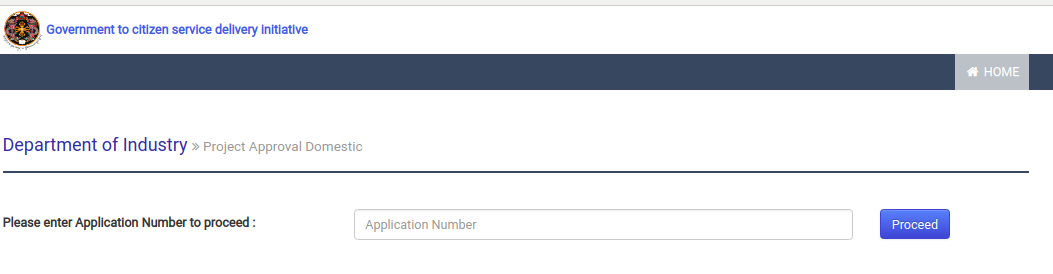 Government to citizen service delivery initiative
HOME
Department of Industry » Project Approval Domestic
Please enter Application Number to proceed :
Application Number
Proceed